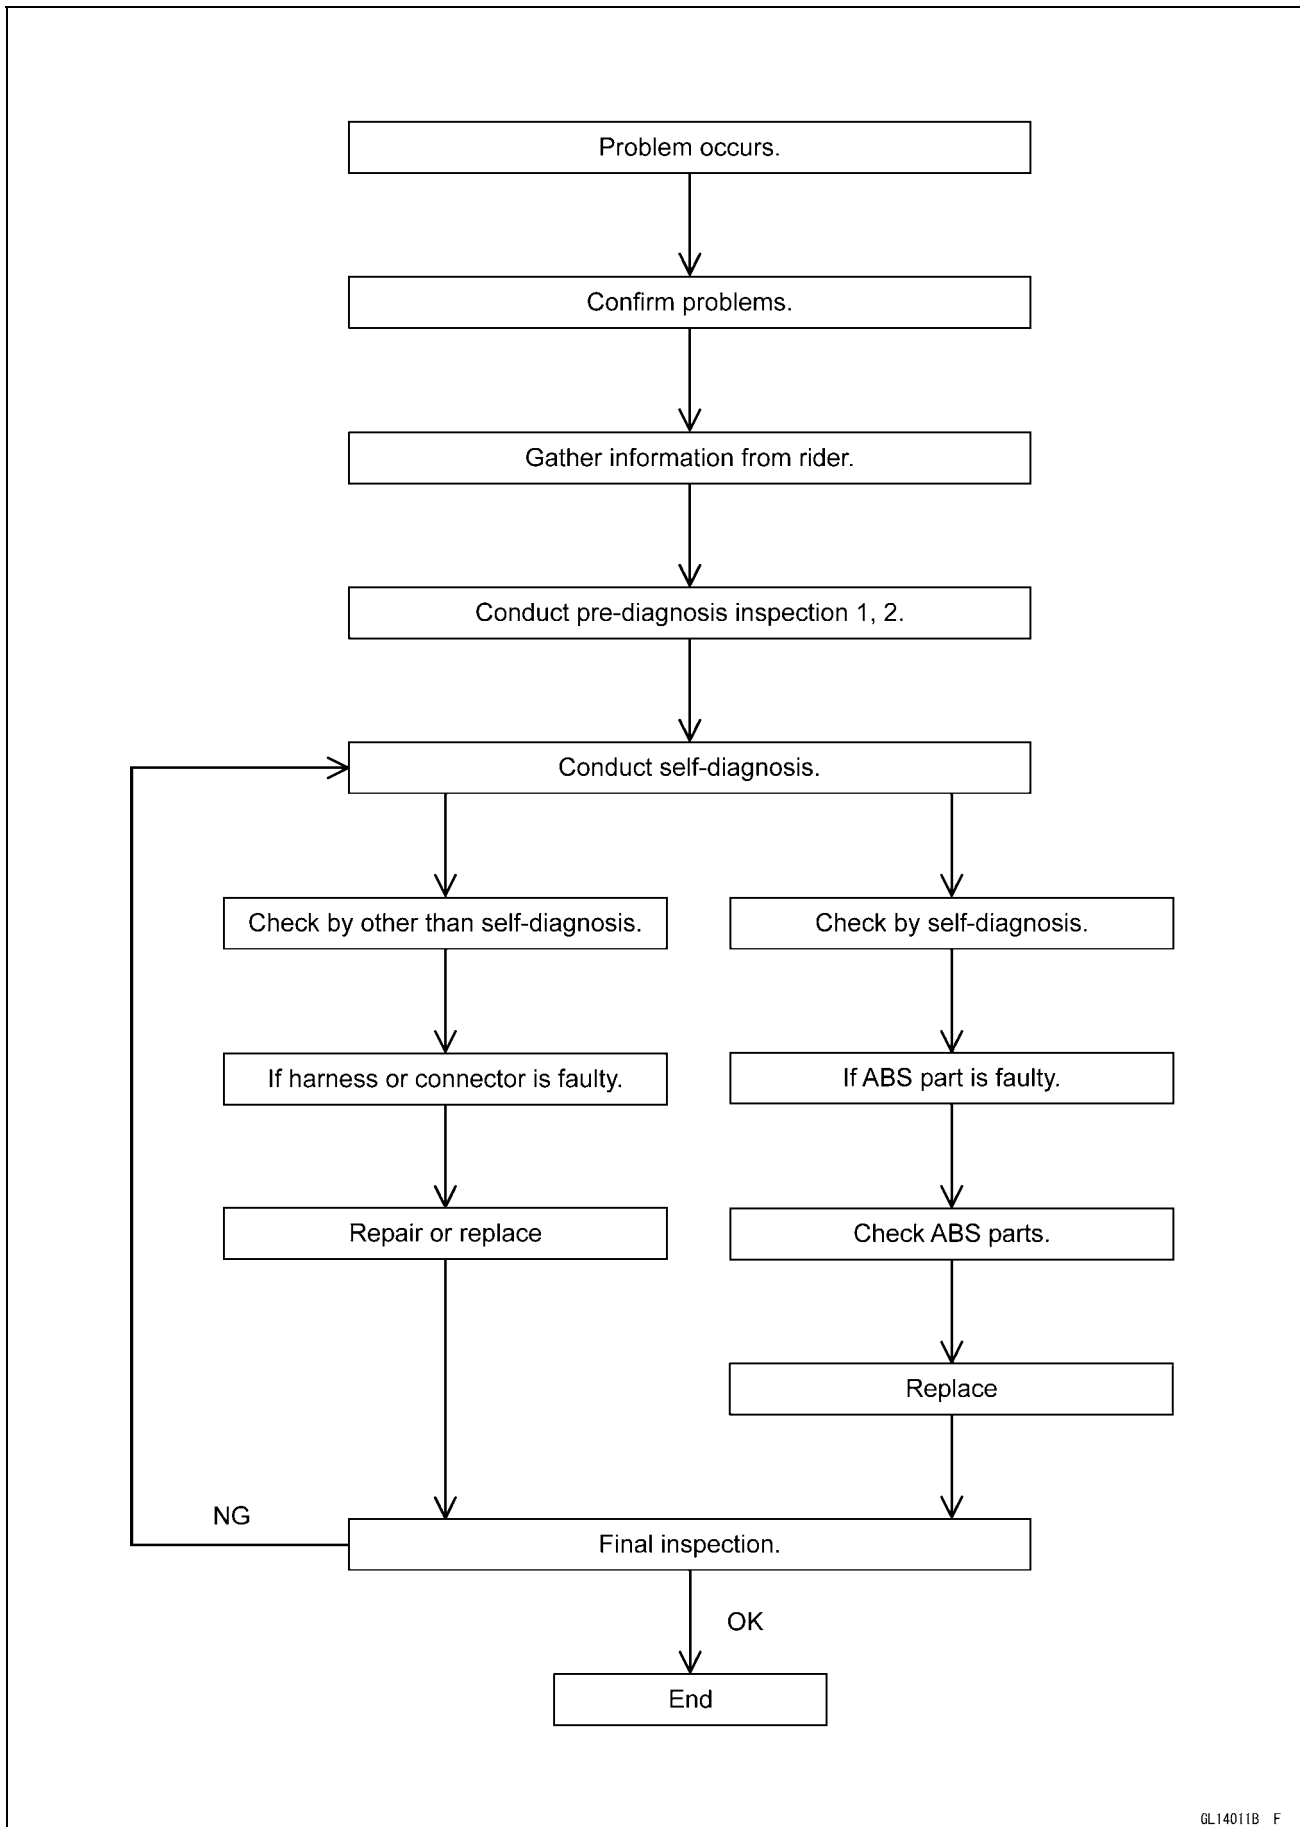 Problem occurs.
Confirm problems.
Gather information from rider.
Conduct pre-diagnosis inspection 1, 2.
Conduct self-diagnosis.
Check by other than self-diagnosis.
Check by self-diagnosis.
If harness or connector is faulty.
If ABS part is faulty.
Repair or replace
Check ABS parts.
Replace
NG
Final inspection.
OK
End
GL14011B F